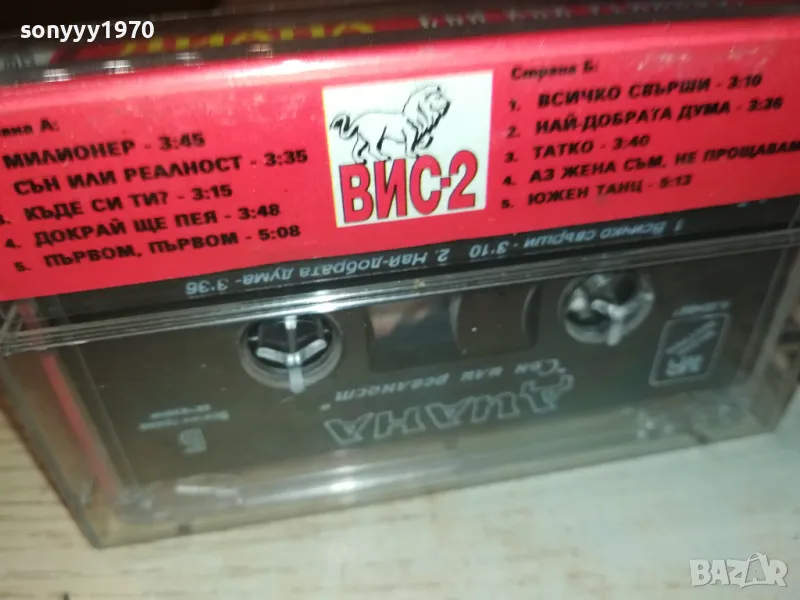 sonyyy1970
ДИАНА
Страна А:
МИЛИОНЕР - 3:45
СЪН ИЛИ РЕАЛНОСТ - 3:35
3. КЪДЕ СИ ТИ? - 3:15
4. ДОКРАЙ ЩЕ ПЕЯ - 3:48
5. ПЪРВОМ, ПЪРВОМ - 5:08
ВИС-2
Страна Б:
1. ВСИЧКО СВЪРШИ - 3:10
2. НАЙ-ДОБРАТА ДУМА - 3:36
3. ТАТКО - 3:40
4. АЗ ЖЕНА СЪМ, НЕ ПРОЩАВАМ
5. ЮЖЕН ТАНЦ - 5:13
1. Всичко свърши - 3'10 2. Най-добрата дума - 3'36
ДИАНА
"Сън или реалност"
Б
BAZAR